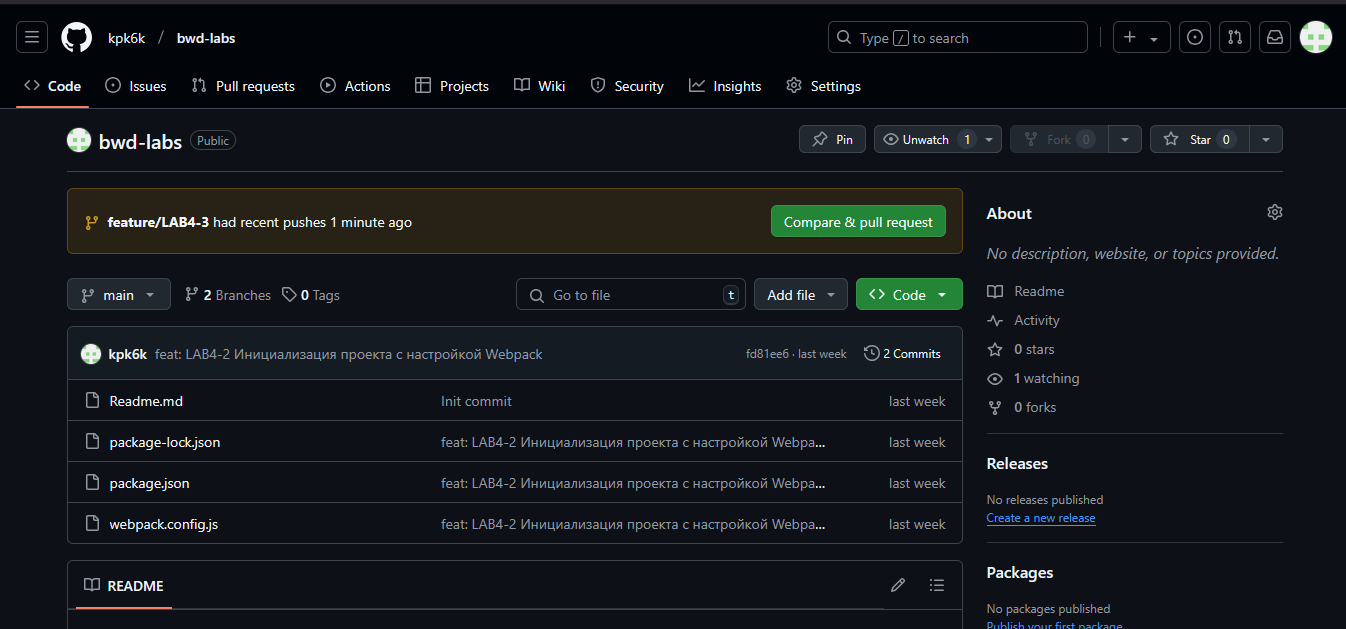 kpk6k / bwd-labs
Type / to search
Code Issues Pull requests Actions Projects Wiki Security Insights Settings
bwd-labs Public
Pin Unwatch 1 Fork 0 Star 0
feature/LAB4-3 had recent pushes 1 minute ago
Compare & pull request
main 2 Branches 0 Tags
Go to file t
Add file Code
kpk6k feat: LAB4-2 Инициализация проекта с настройкой Webpack fd81ee6 · last week 2 Commits
Readme.md Init commit last week
package-lock.json feat: LAB4-2 Инициализация проекта с настройкой Webpa... last week
package.json feat: LAB4-2 Инициализация проекта с настройкой Webpa... last week
webpack.config.js feat: LAB4-2 Инициализация проекта с настройкой Webpa... last week
README
About
No description, website, or topics provided.
Readme
Activity
0 stars
1 watching
0 forks
Releases
No releases published
Create a new release
Packages
No packages published
Publish your first package